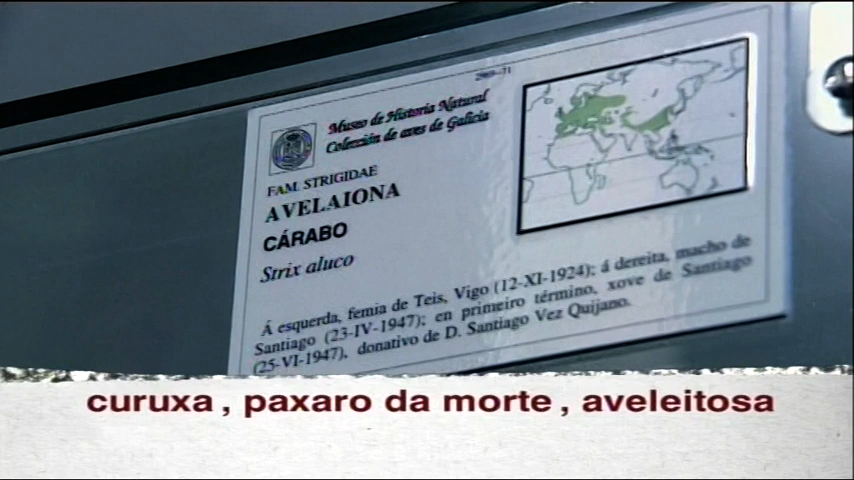 2969-71
Museo de Historia Natural
Colección de aves de Galicia
FAM. STRIGIDAE
AVELAIONA
CÁRABO
Strix aluco
Á esquerda, femia de Teis, Vigo (12-XI-1924); á dereita, macho de
Santiago (23-IV-1947); en primeiro término, xove de Santiago
(25-VI-1947), donativo de D. Santiago Vez Quijano.
curuxa , paxaro da morte , aveleitosa